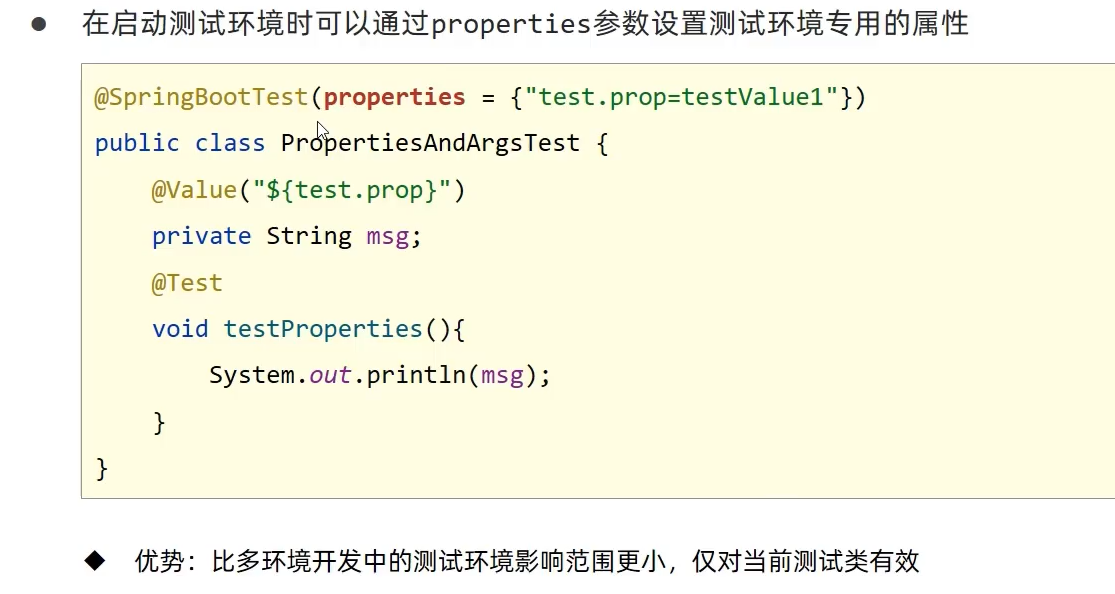 ● 在启动测试环境时可以通过properties参数设置测试环境专用的属性
@SpringBootTest(properties = {"test.prop=testValue1"})
public class PropertiesAndArgsTest {
    @Value("${test.prop}")
    private String msg;
    @Test
    void testProperties(){
        System.out.println(msg);
    }
}
◆ 优势：比多环境开发中的测试环境影响范围更小，仅对当前测试类有效